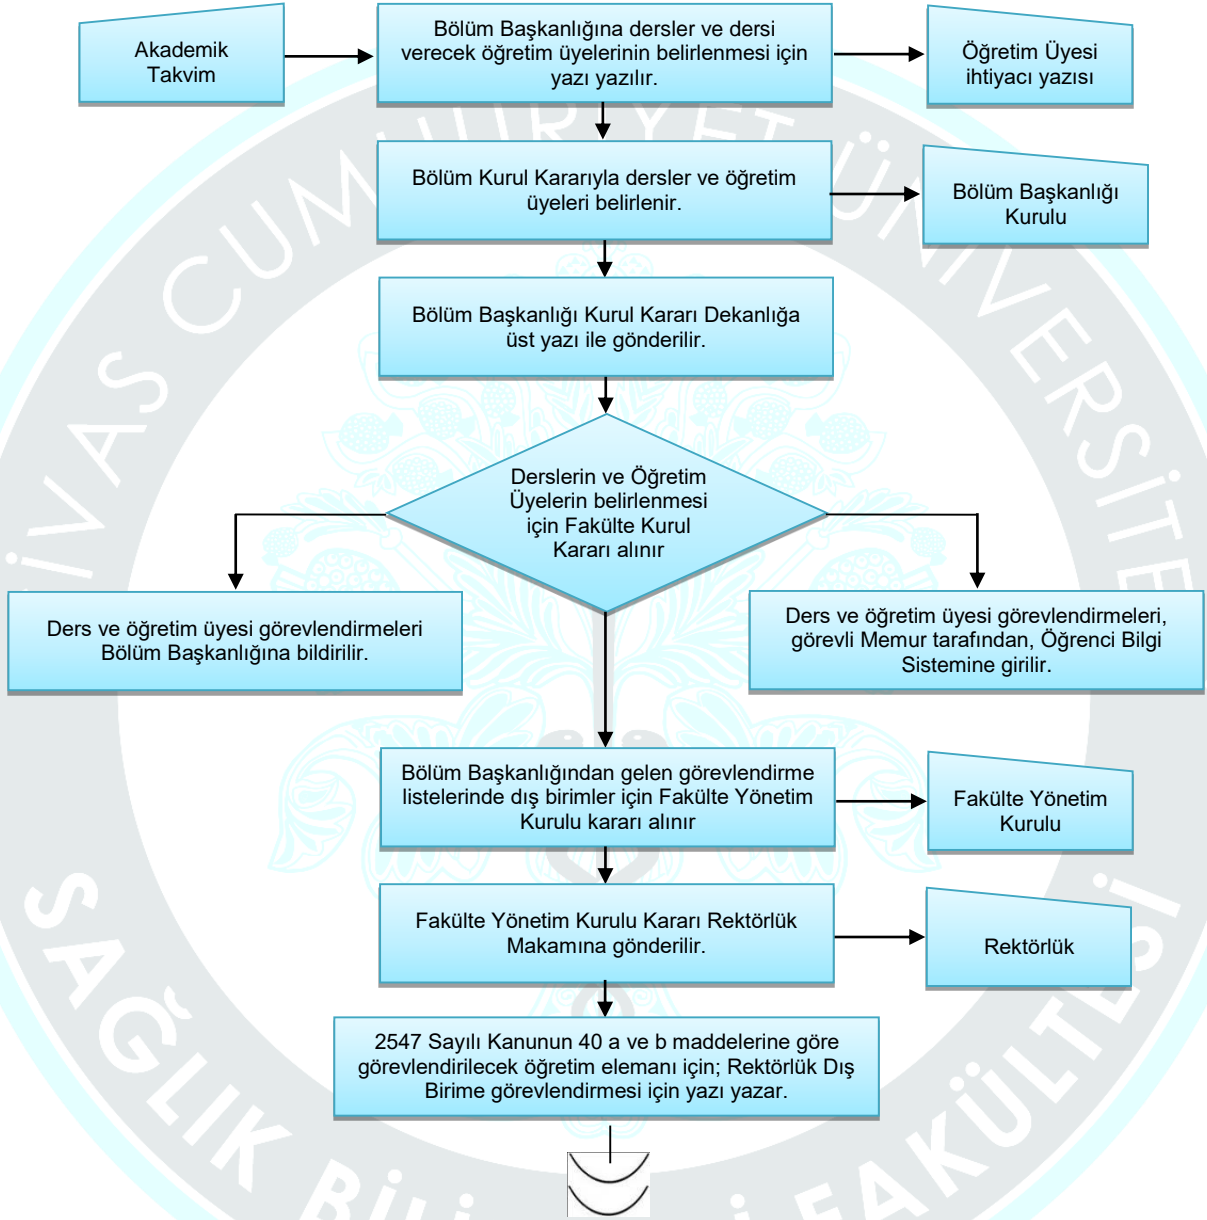 Akademik
Takvim
Bölüm Başkanlığına dersler ve dersi
verecek öğretim üyelerinin belirlenmesi için
yazı yazılır.
Öğretim Üyesi
ihtiyacı yazısı
Bölüm Kurul Kararıyla dersler ve öğretim
üyeleri belirlenir.
Bölüm Başkanlığı
Kurulu
Bölüm Başkanlığı Kurul Kararı Dekanlığa
üst yazı ile gönderilir.
Derslerin ve Öğretim
Üyelerin belirlenmesi
için Fakülte Kurul
Kararı alınır
Ders ve öğretim üyesi görevlendirmeleri
Bölüm Başkanlığına bildirilir.
Ders ve öğretim üyesi görevlendirmeleri,
görevli Memur tarafından, Öğrenci Bilgi
Sistemine girilir.
Bölüm Başkanlığından gelen görevlendirme
listelerinde dış birimler için Fakülte Yönetim
Kurulu kararı alınır
Fakülte Yönetim
Kurulu
Fakülte Yönetim Kurulu Kararı Rektörlük
Makamına gönderilir.
Rektörlük
2547 Sayılı Kanunun 40 a ve b maddelerine göre
görevlendirilecek öğretim elemanı için; Rektörlük Dış
Birime görevlendirmesi için yazı yazar.
SAĞLIK
FAKÜLTESİ